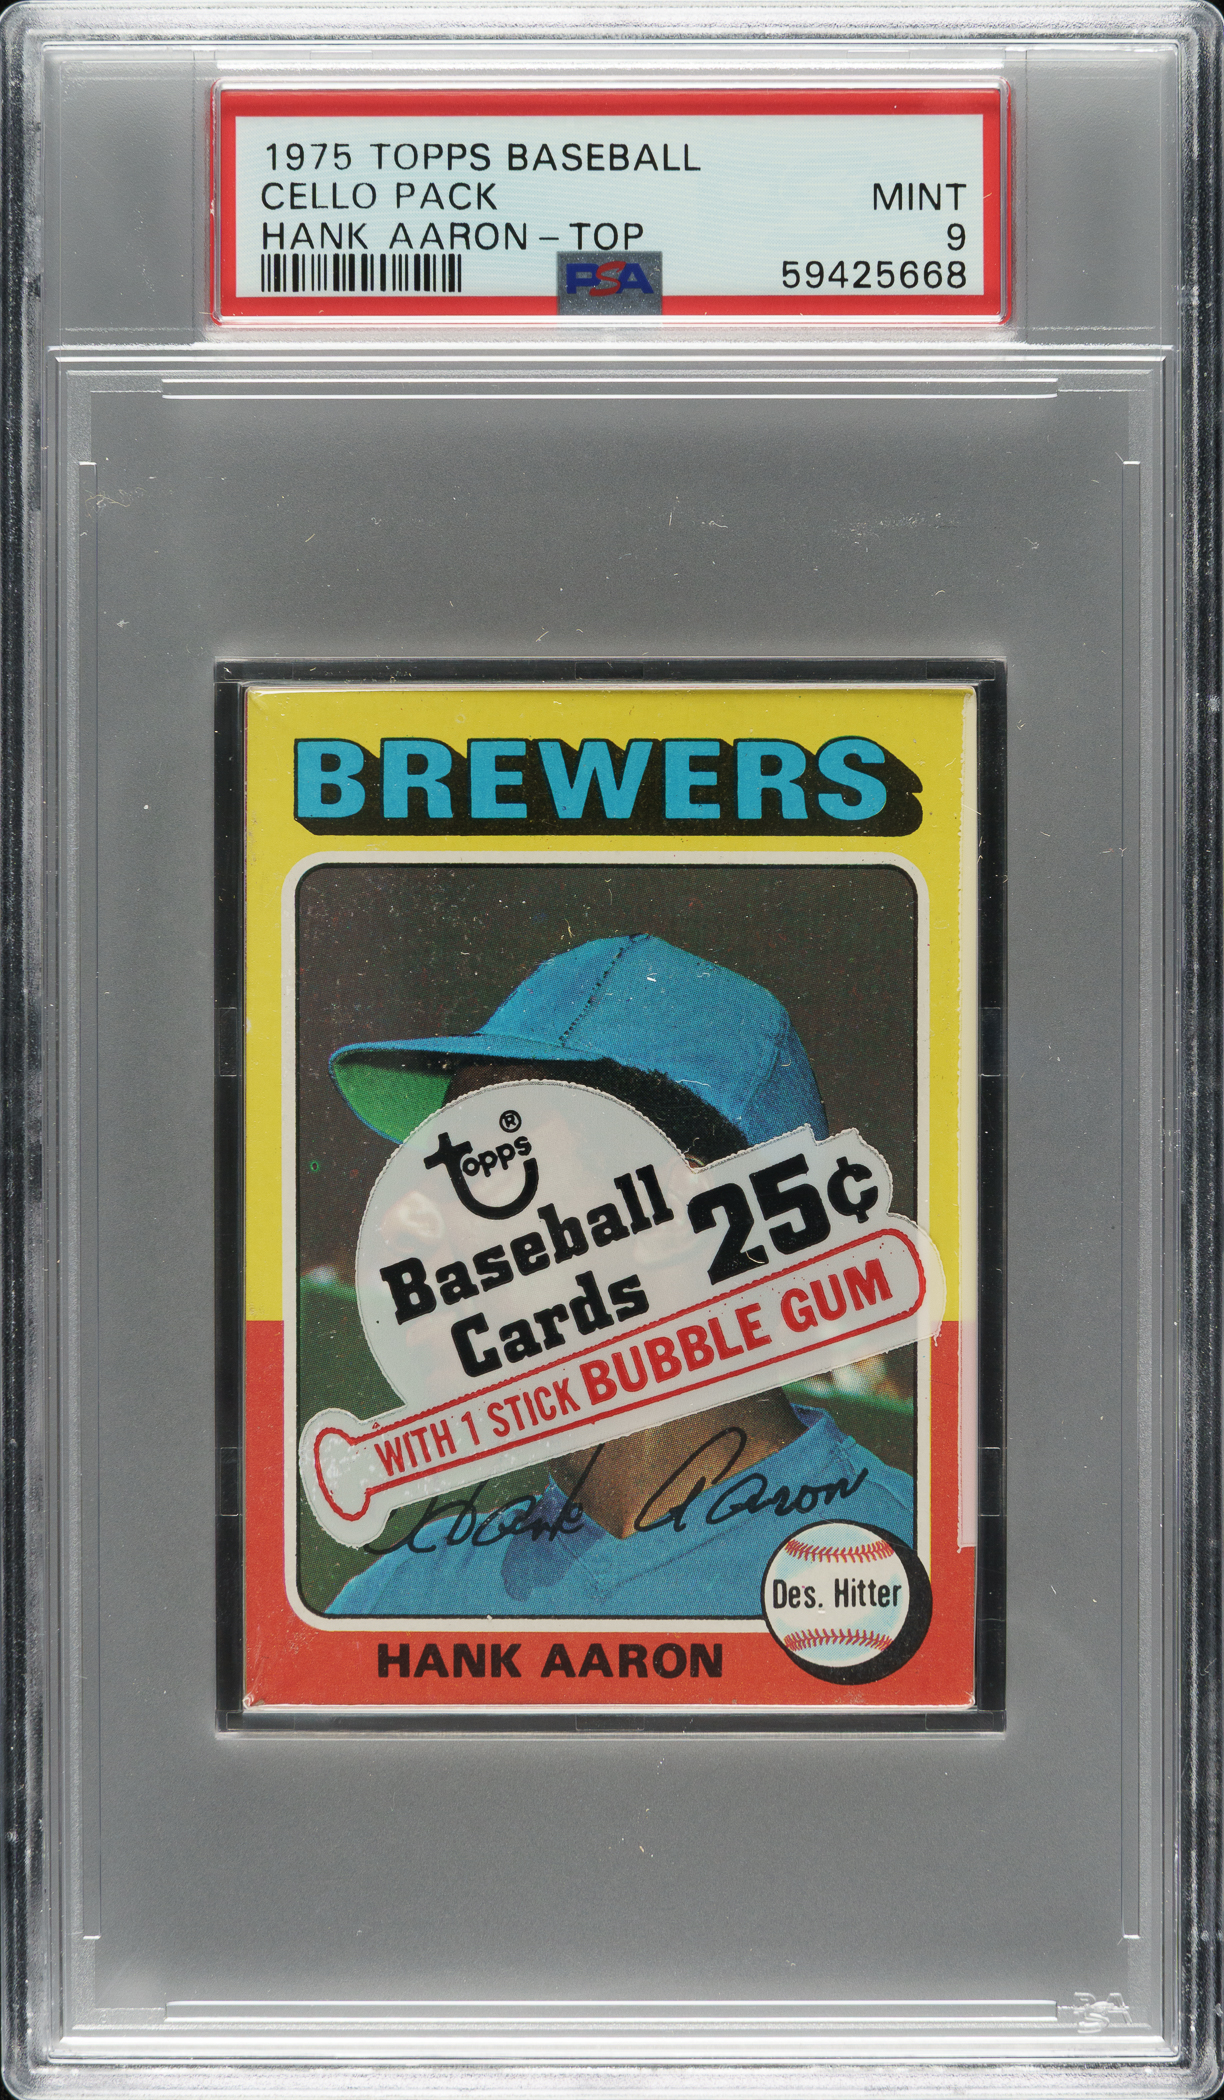 1975 TOPPS BASEBALL
CELLO PACK MINT
HANK AARON - TOP 9
PSA 59425668
BREWERS
topps®
Baseball 25¢
Cards
WITH 1 STICK BUBBLE GUM
Hank Aaron
Des. Hitter
HANK AARON
PSA